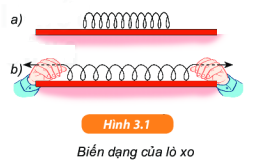 a)
b)
Hình 3.1
Biến dạng của lò xo